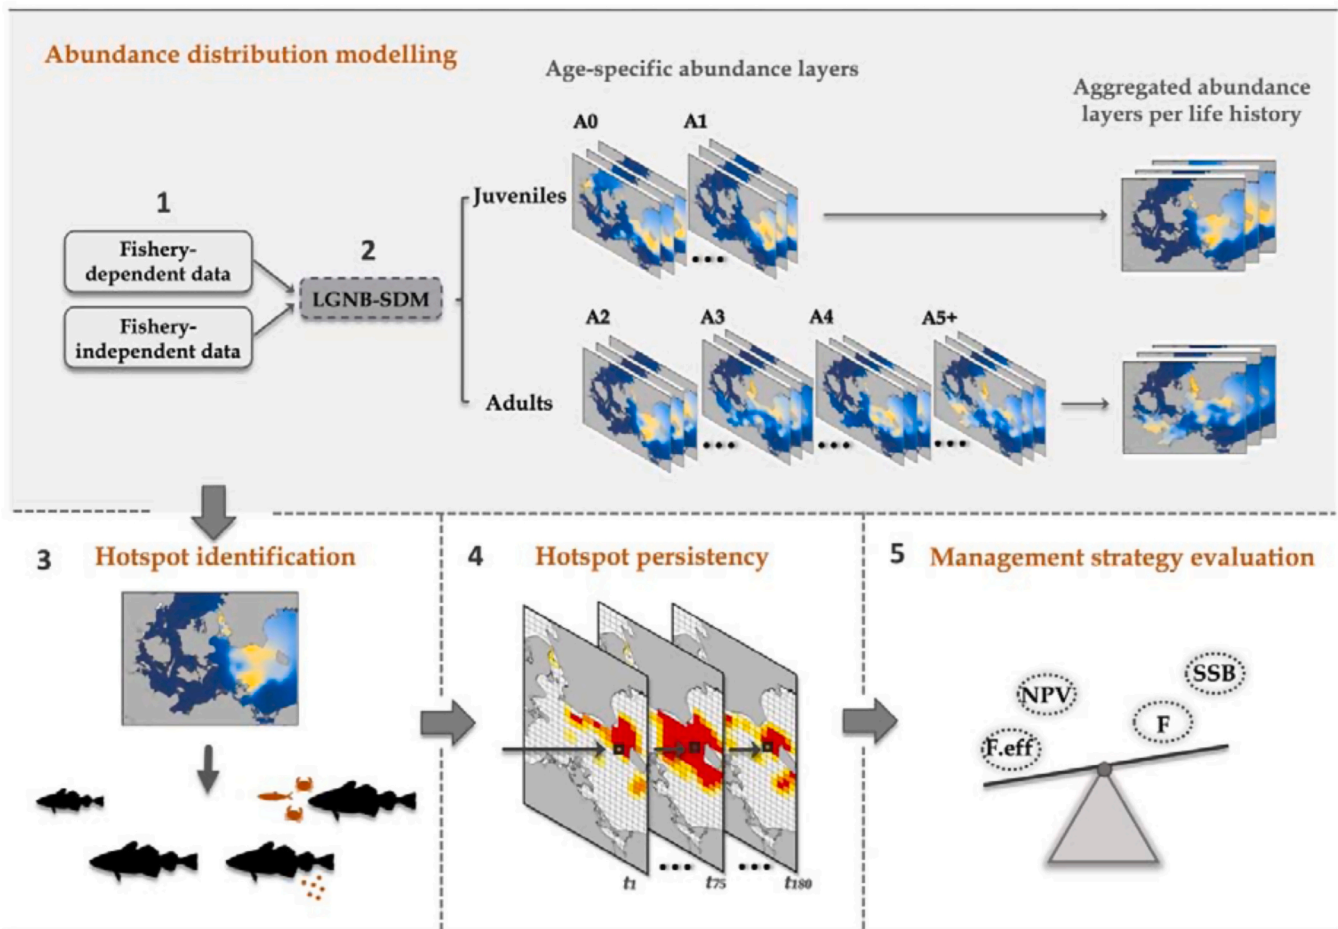 Abundance distribution modelling
Age-specific abundance layers
Aggregated abundance
layers per life history
A0
A1
1
Juveniles
Fishery-
dependent data
2
LGNB-SDM
Fishery-
independent data
A2
A3
A4
A5+
Adults
3
Hotspot identification
4
Hotspot persistency
5
Management strategy evaluation
SSB
NPV
F
F.eff
t1
t75
t180